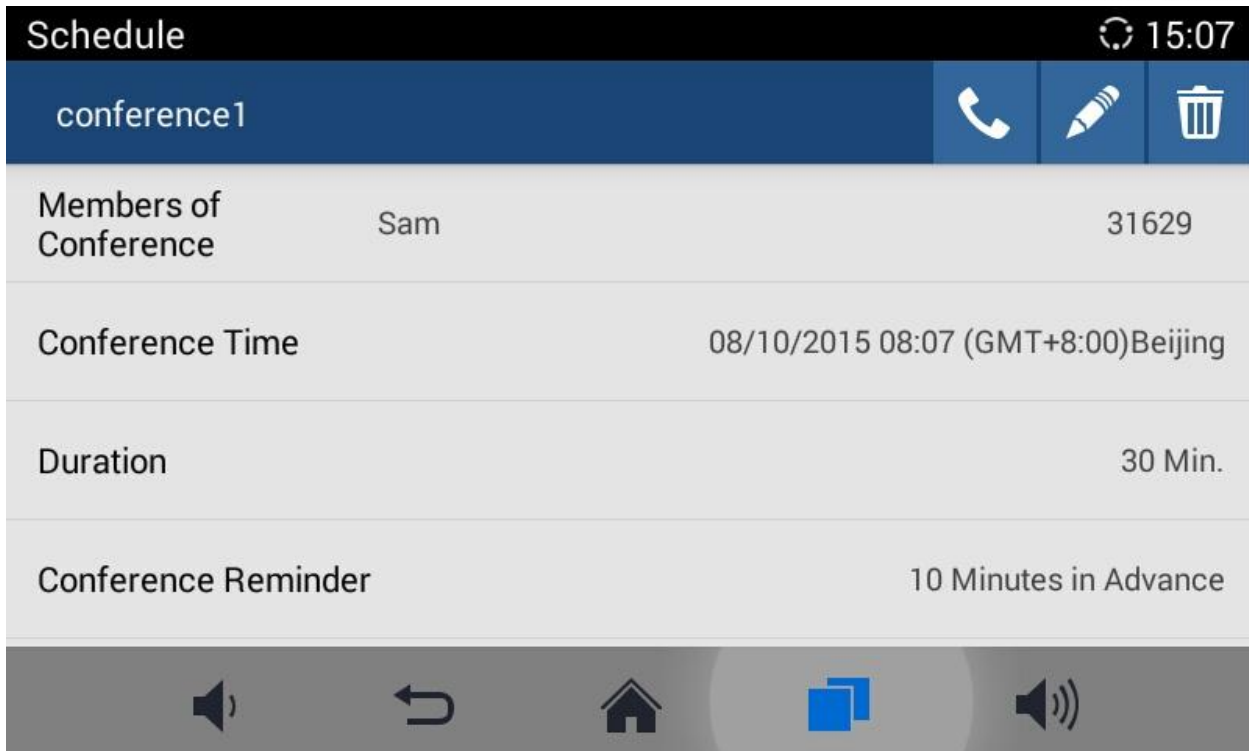 Schedule 15:07
conference1
Members of
Conference Sam 31629
Conference Time 08/10/2015 08:07 (GMT+8:00)Beijing
Duration 30 Min.
Conference Reminder 10 Minutes in Advance